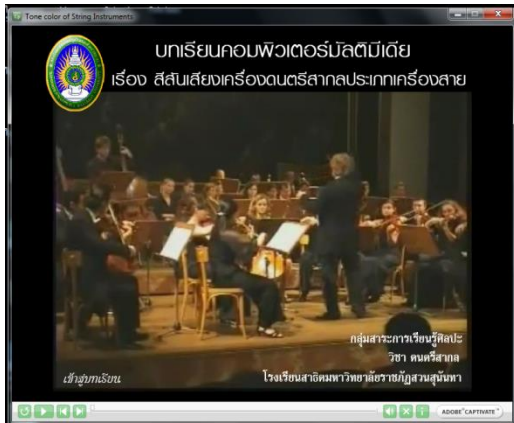 Tone color of String Instruments
บทเรียนคอมพิวเตอร์มัลติมีเดีย
เรื่อง สีสันเสียงเครื่องดนตรีสากลประเภทเครื่องสาย
กลุ่มสาระการเรียนรู้ศิลปะ
วิชา ดนตรีสากล
เข้าสู่บทเรียน
โรงเรียนสาธิตมหาวิทยาลัยราชภัฏสวนสุนันทา
ADOBE CAPTIVATE™